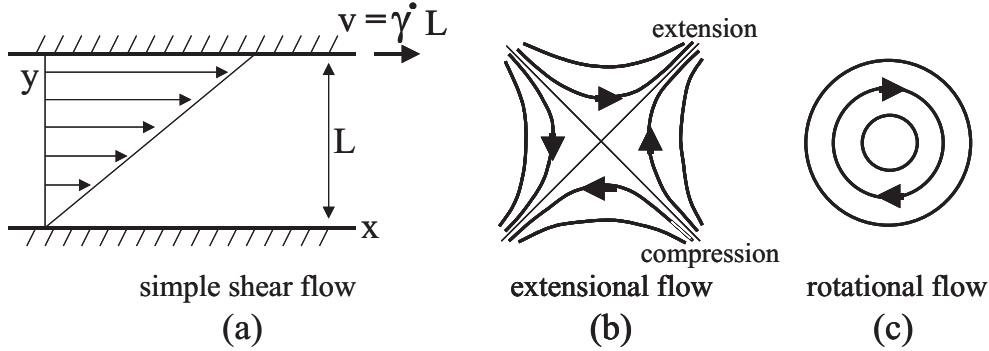 v = γ̇ L
y
L
x
simple shear flow
(a)
extension
compression
extensional flow
(b)
rotational flow
(c)